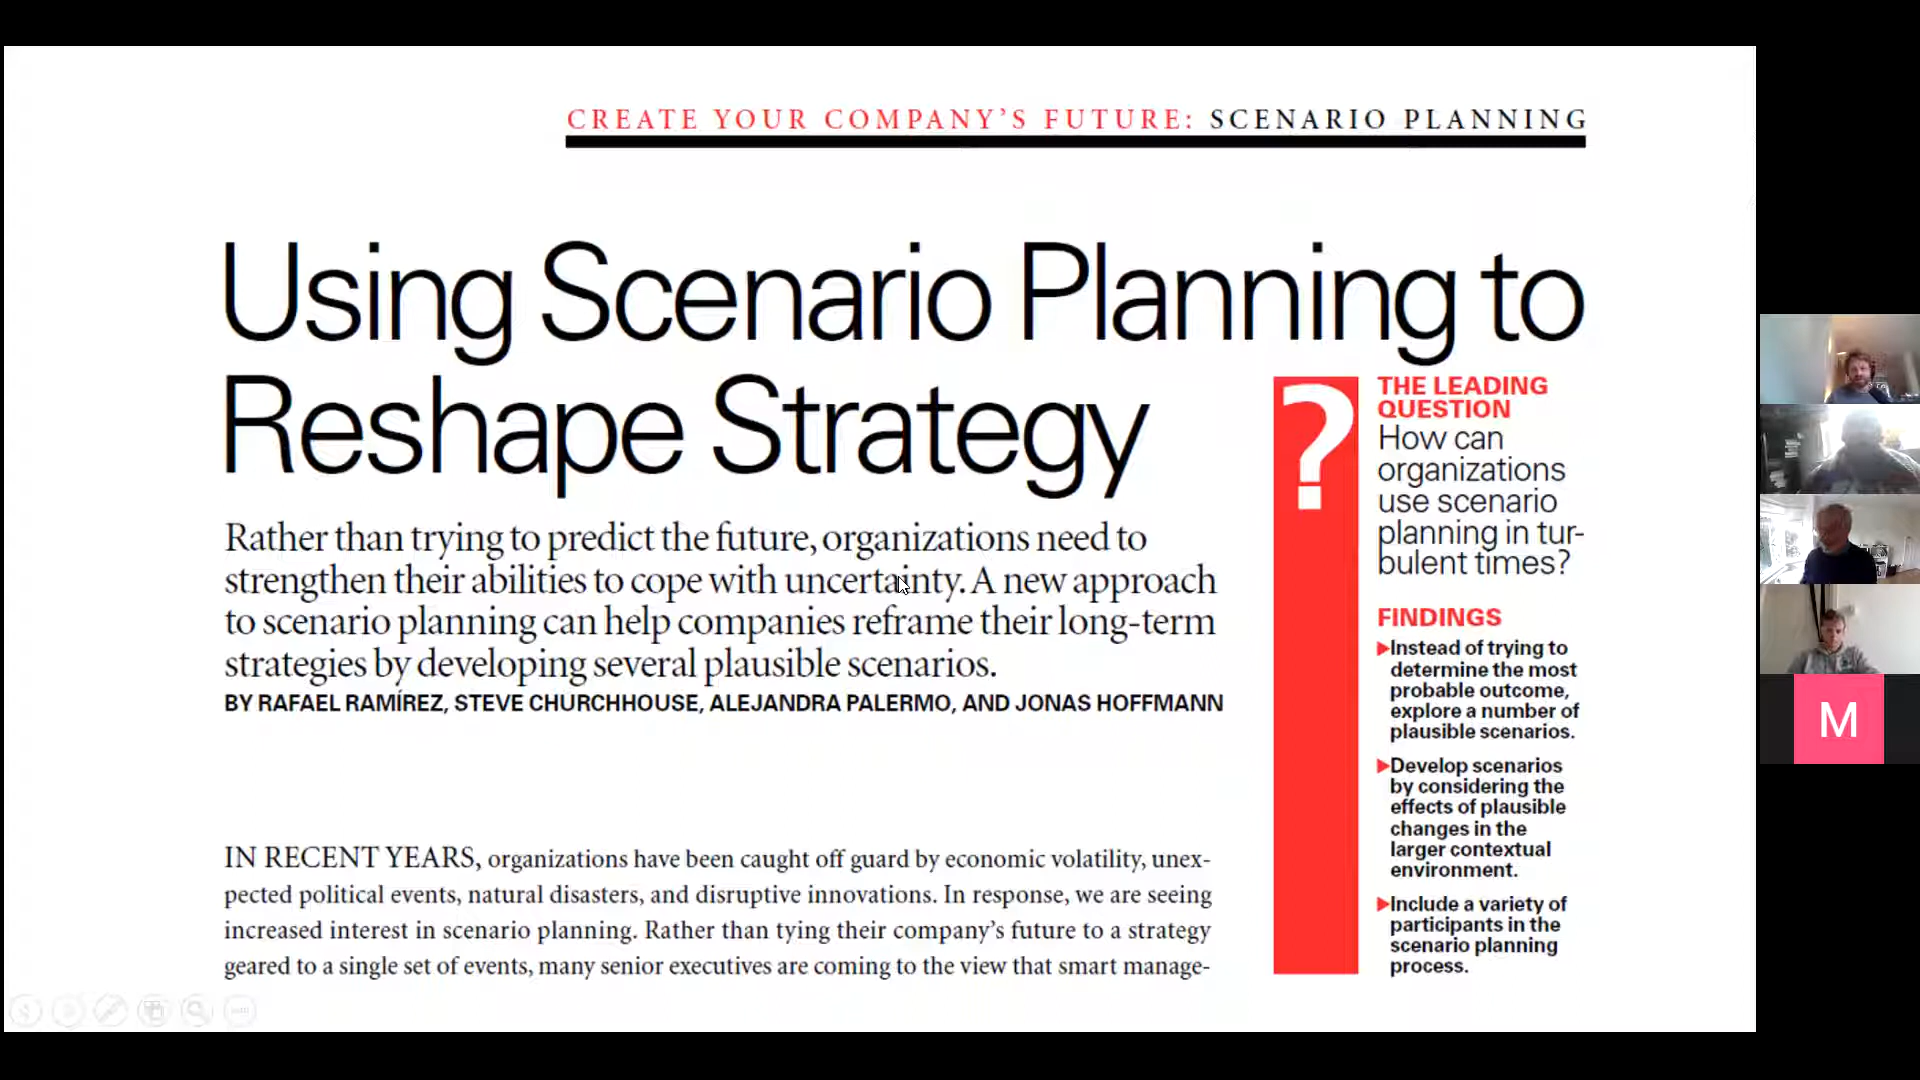 CREATE YOUR COMPANY'S FUTURE: SCENARIO PLANNING
Using Scenario Planning to
Reshape Strategy
Rather than trying to predict the future, organizations need to
strengthen their abilities to cope with uncertainty. A new approach
to scenario planning can help companies reframe their long-term
strategies by developing several plausible scenarios.
BY RAFAEL RAMÍREZ, STEVE CHURCHHOUSE, ALEJANDRA PALERMO, AND JONAS HOFFMANN
IN RECENT YEARS, organizations have been caught off guard by economic volatility, unex-
pected political events, natural disasters, and disruptive innovations. In response, we are seeing
increased interest in scenario planning. Rather than tying their company's future to a strategy
geared to a single set of events, many senior executives are coming to the view that smart manage-
?
THE LEADING
QUESTION
How can
organizations
use scenario
planning in tur-
bulent times?
FINDINGS
▶Instead of trying to
determine the most
probable outcome,
explore a number of
plausible scenarios.
▶Develop scenarios
by considering the
effects of plausible
changes in the
larger contextual
environment.
▶Include a variety of
participants in the
scenario planning
process.
M